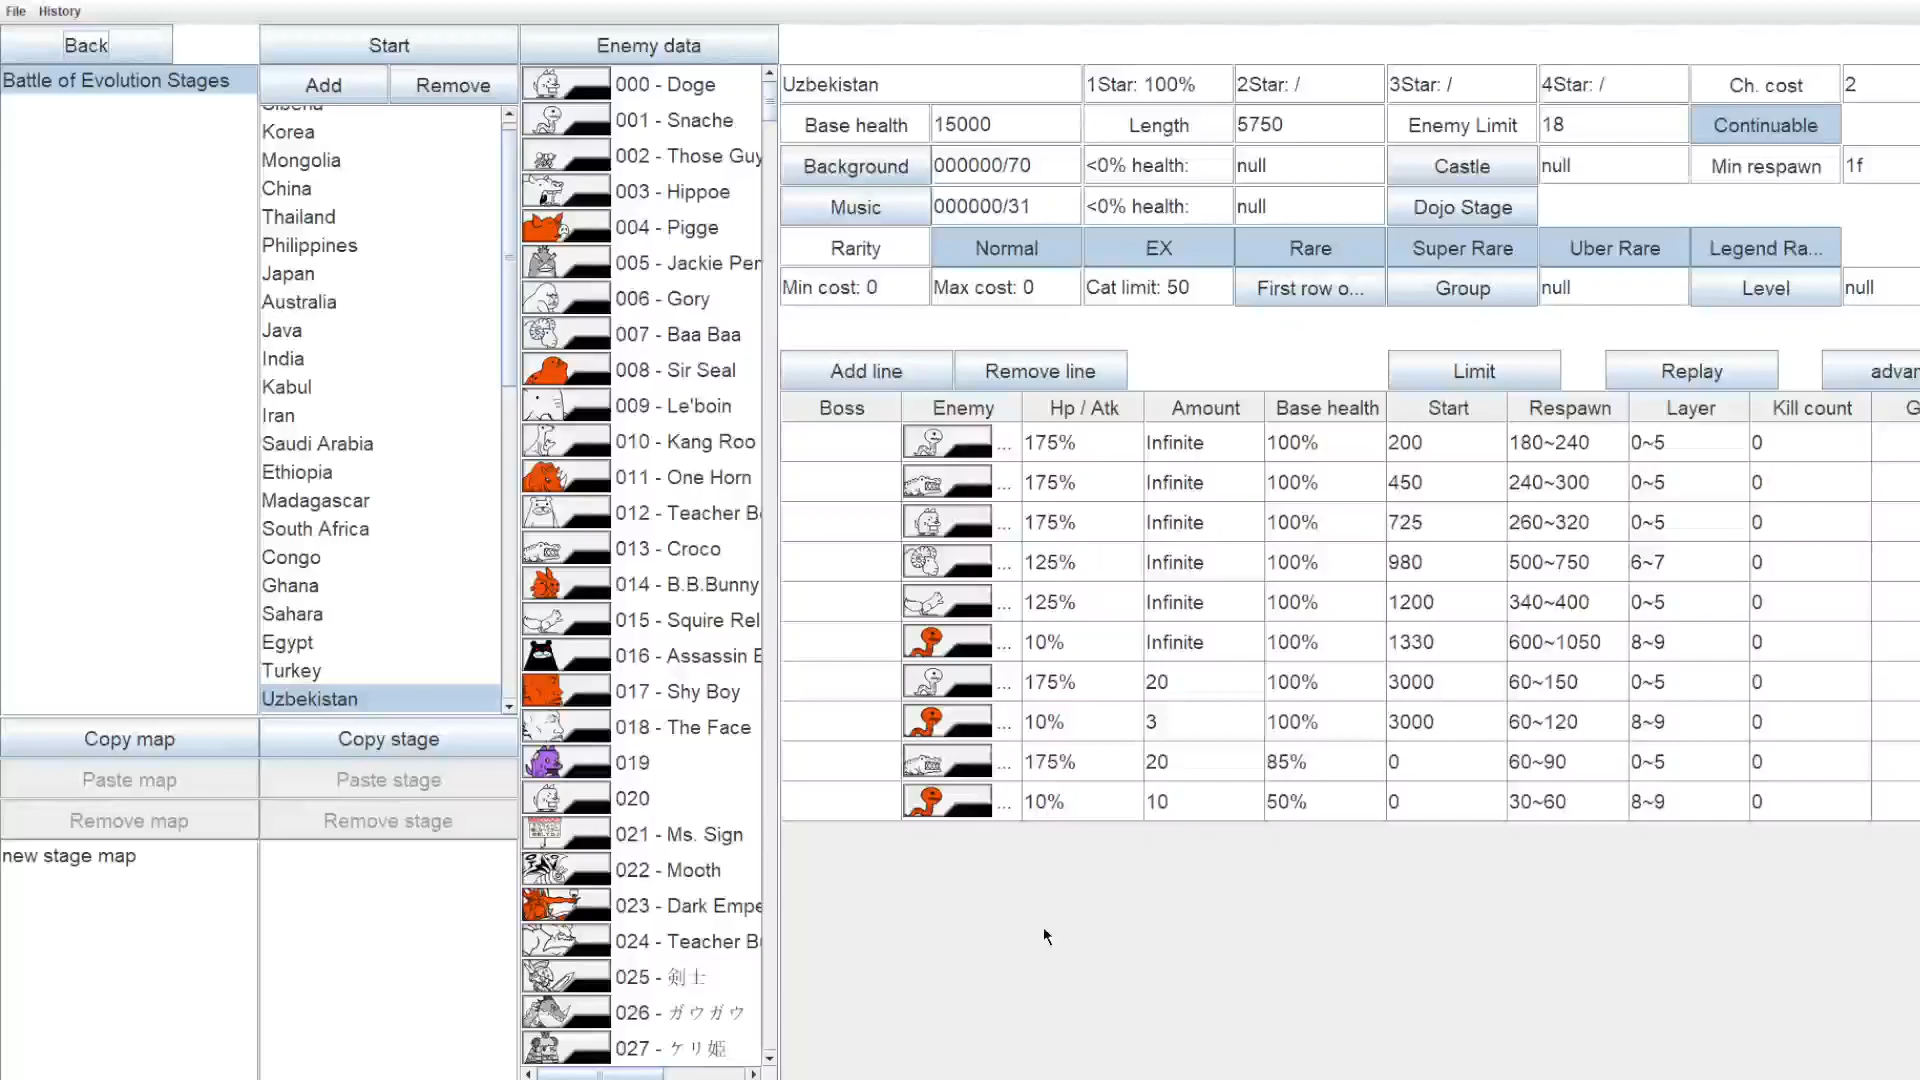 File History
Back Start Enemy data
Battle of Evolution Stages
Add Remove
Korea
Mongolia
China
Thailand
Philippines
Japan
Australia
Java
India
Kabul
Iran
Saudi Arabia
Ethiopia
Madagascar
South Africa
Congo
Ghana
Sahara
Egypt
Turkey
Uzbekistan
Copy map Copy stage
Paste map Paste stage
Remove map Remove stage
new stage map
000 - Doge
001 - Snache
002 - Those Guy
003 - Hippoe
004 - Pigge
005 - Jackie Per
006 - Gory
007 - Baa Baa
008 - Sir Seal
009 - Le'boin
010 - Kang Roo
011 - One Horn
012 - Teacher B
013 - Croco
014 - B.B.Bunny
015 - Squire Rel
016 - Assassin E
017 - Shy Boy
018 - The Face
019
020
021 - Ms. Sign
022 - Mooth
023 - Dark Empe
024 - Teacher B
025 - 剣士
026 - ガウガウ
027 - ケリ姫
Uzbekistan 1Star: 100% 2Star: / 3Star: / 4Star: / Ch. cost 2
Base health 15000 Length 5750 Enemy Limit 18 Continuable
Background 000000/70 <0% health: null Castle null Min respawn 1f
Music 000000/31 <0% health: null Dojo Stage
Rarity Normal EX Rare Super Rare Uber Rare Legend Ra...
Min cost: 0 Max cost: 0 Cat limit: 50 First row o... Group null Level null
Add line Remove line Limit Replay advar
Boss Enemy Hp / Atk Amount Base health Start Respawn Layer Kill count G
... 175% Infinite 100% 200 180~240 0~5 0
... 175% Infinite 100% 450 240~300 0~5 0
... 175% Infinite 100% 725 260~320 0~5 0
... 125% Infinite 100% 980 500~750 6~7 0
... 125% Infinite 100% 1200 340~400 0~5 0
... 10% Infinite 100% 1330 600~1050 8~9 0
... 175% 20 100% 3000 60~150 0~5 0
... 10% 3 100% 3000 60~120 8~9 0
... 175% 20 85% 0 60~90 0~5 0
... 10% 10 50% 0 30~60 8~9 0